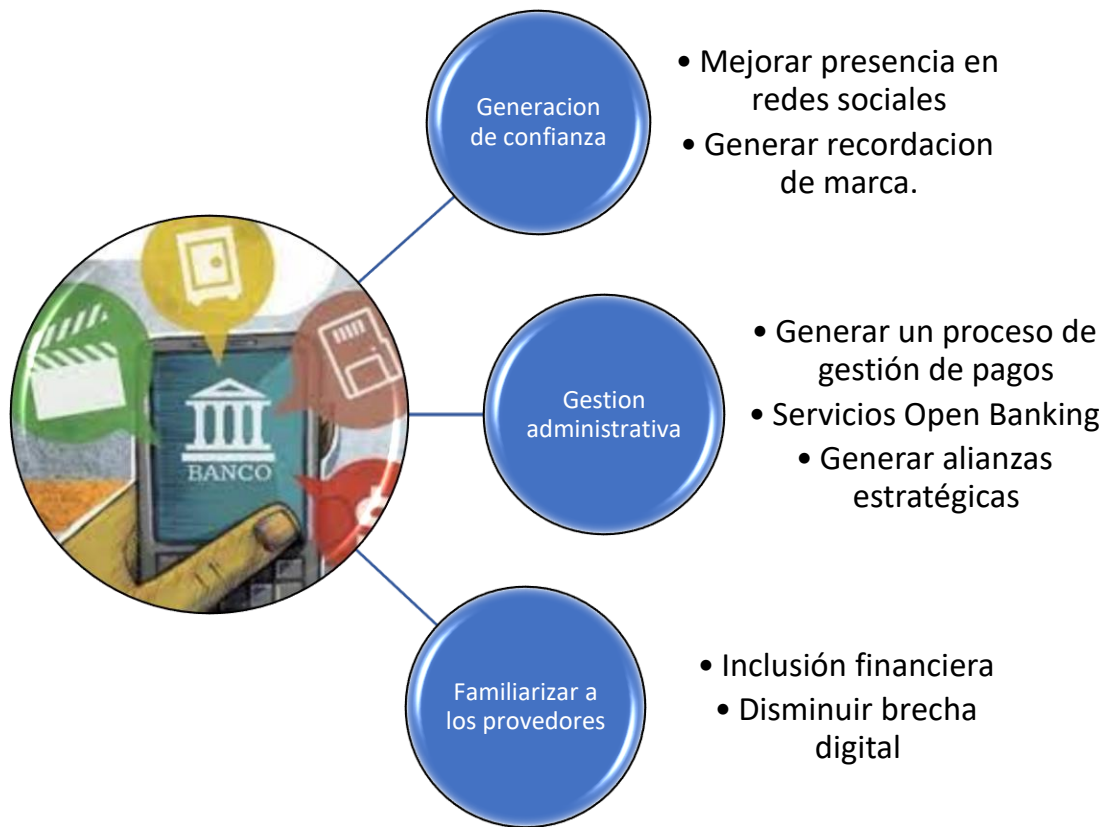 Generacion
de confianza
• Mejorar presencia en
redes sociales
• Generar recordacion
de marca.
BANCO
Gestion
administrativa
• Generar un proceso de
gestión de pagos
• Servicios Open Banking
• Generar alianzas
estratégicas
Familiarizar a
los provedores
• Inclusión financiera
• Disminuir brecha
digital